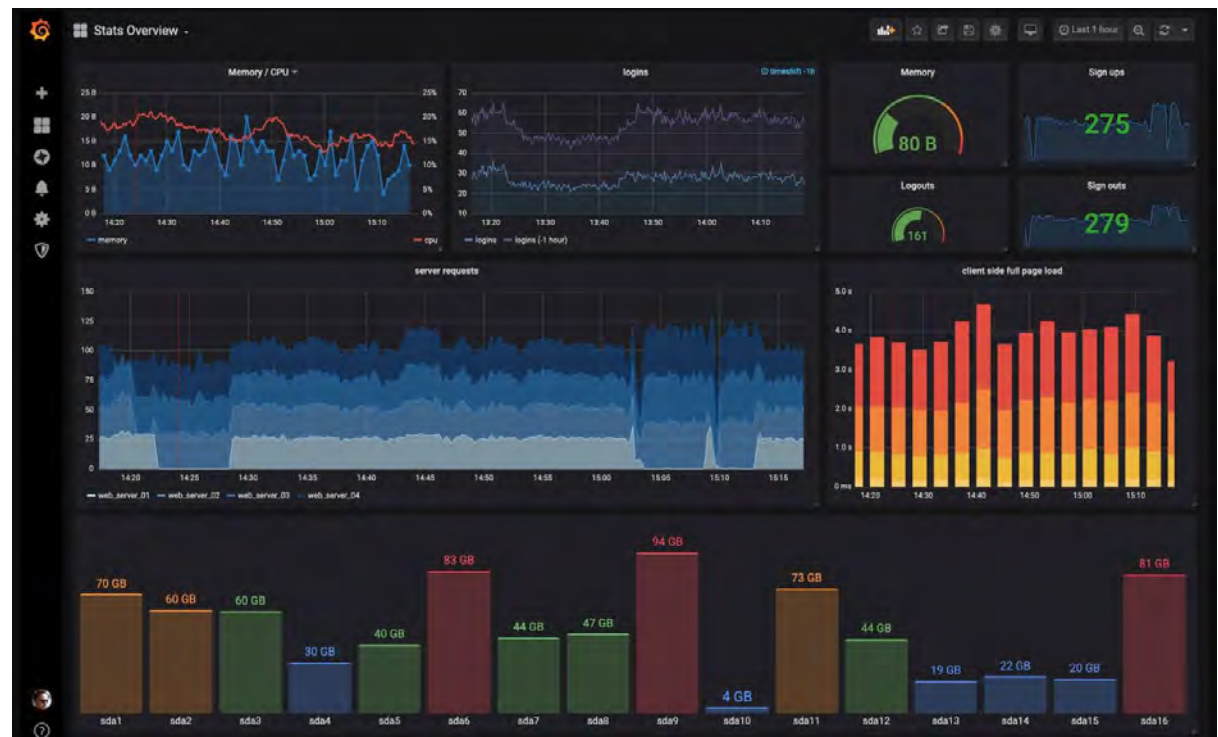 Stats Overview
Last 1 hour
Memory / CPU
25 B
20 B
15 B
10 B
5 B
0 B
25%
20%
15%
10%
5%
0%
14:20
14:30
14:40
14:50
15:00
15:10
memory
cpu
logins
timeshift -1h
70
60
50
40
30
20
10
13:20
13:30
13:40
13:50
14:00
14:10
logins
logins (-1 hour)
Memory
80 B
Sign ups
275
Logouts
161
Sign outs
279
server requests
150
125
100
75
50
25
0
14:20
14:25
14:30
14:35
14:40
14:45
14:50
14:55
15:00
15:05
15:10
15:15
web_server_01
web_server_02
web_server_03
web_server_04
client side full page load
5.0 s
4.0 s
3.0 s
2.0 s
1.0 s
0 ms
14:20
14:30
14:40
14:50
15:00
15:10
70 GB
60 GB
60 GB
30 GB
40 GB
83 GB
44 GB
47 GB
94 GB
4 GB
73 GB
44 GB
19 GB
22 GB
20 GB
81 GB
sda1
sda2
sda3
sda4
sda5
sda6
sda7
sda8
sda9
sda10
sda11
sda12
sda13
sda14
sda15
sda16